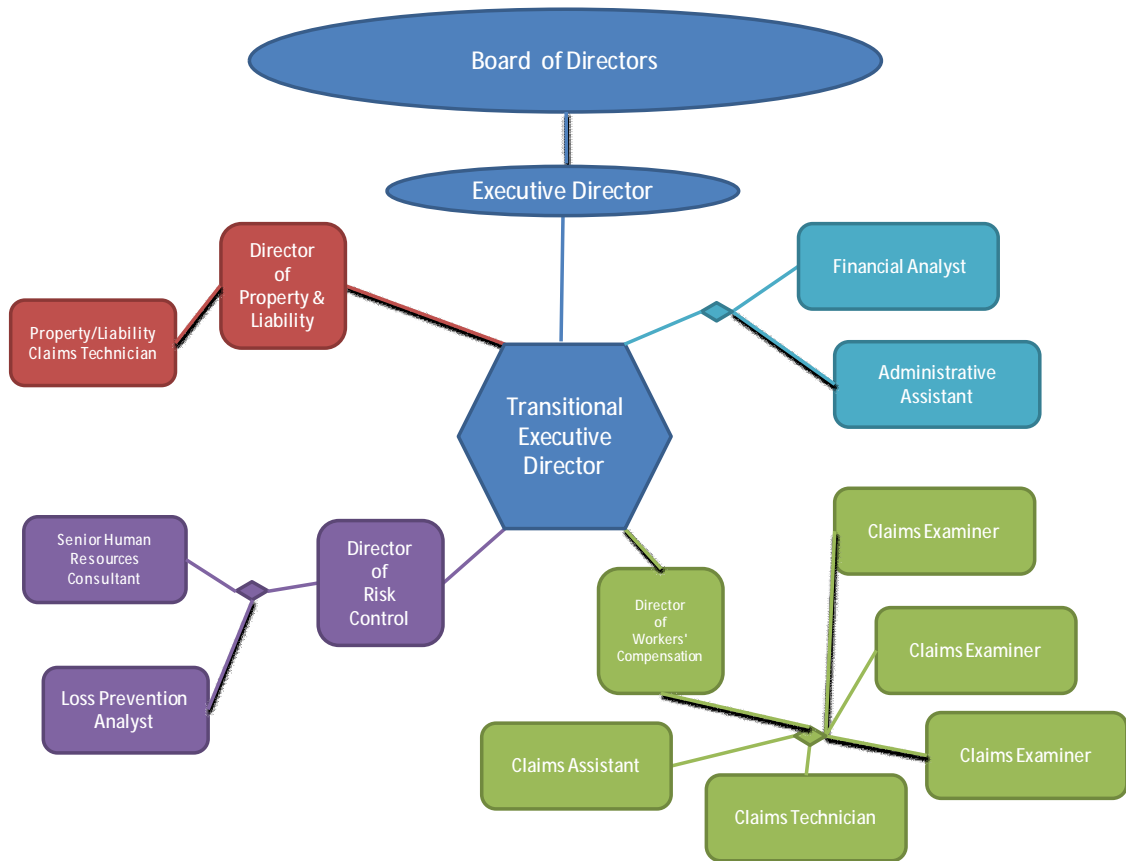 Board of Directors
Executive Director
Director
of
Property &
Liability
Financial Analyst
Property/Liability
Claims Technician
Administrative
Assistant
Transitional
Executive
Director
Senior Human
Resources
Consultant
Director
of
Risk
Control
Claims Examiner
Director
of
Workers'
Compensation
Claims Examiner
Loss Prevention
Analyst
Claims Examiner
Claims Assistant
Claims Technician